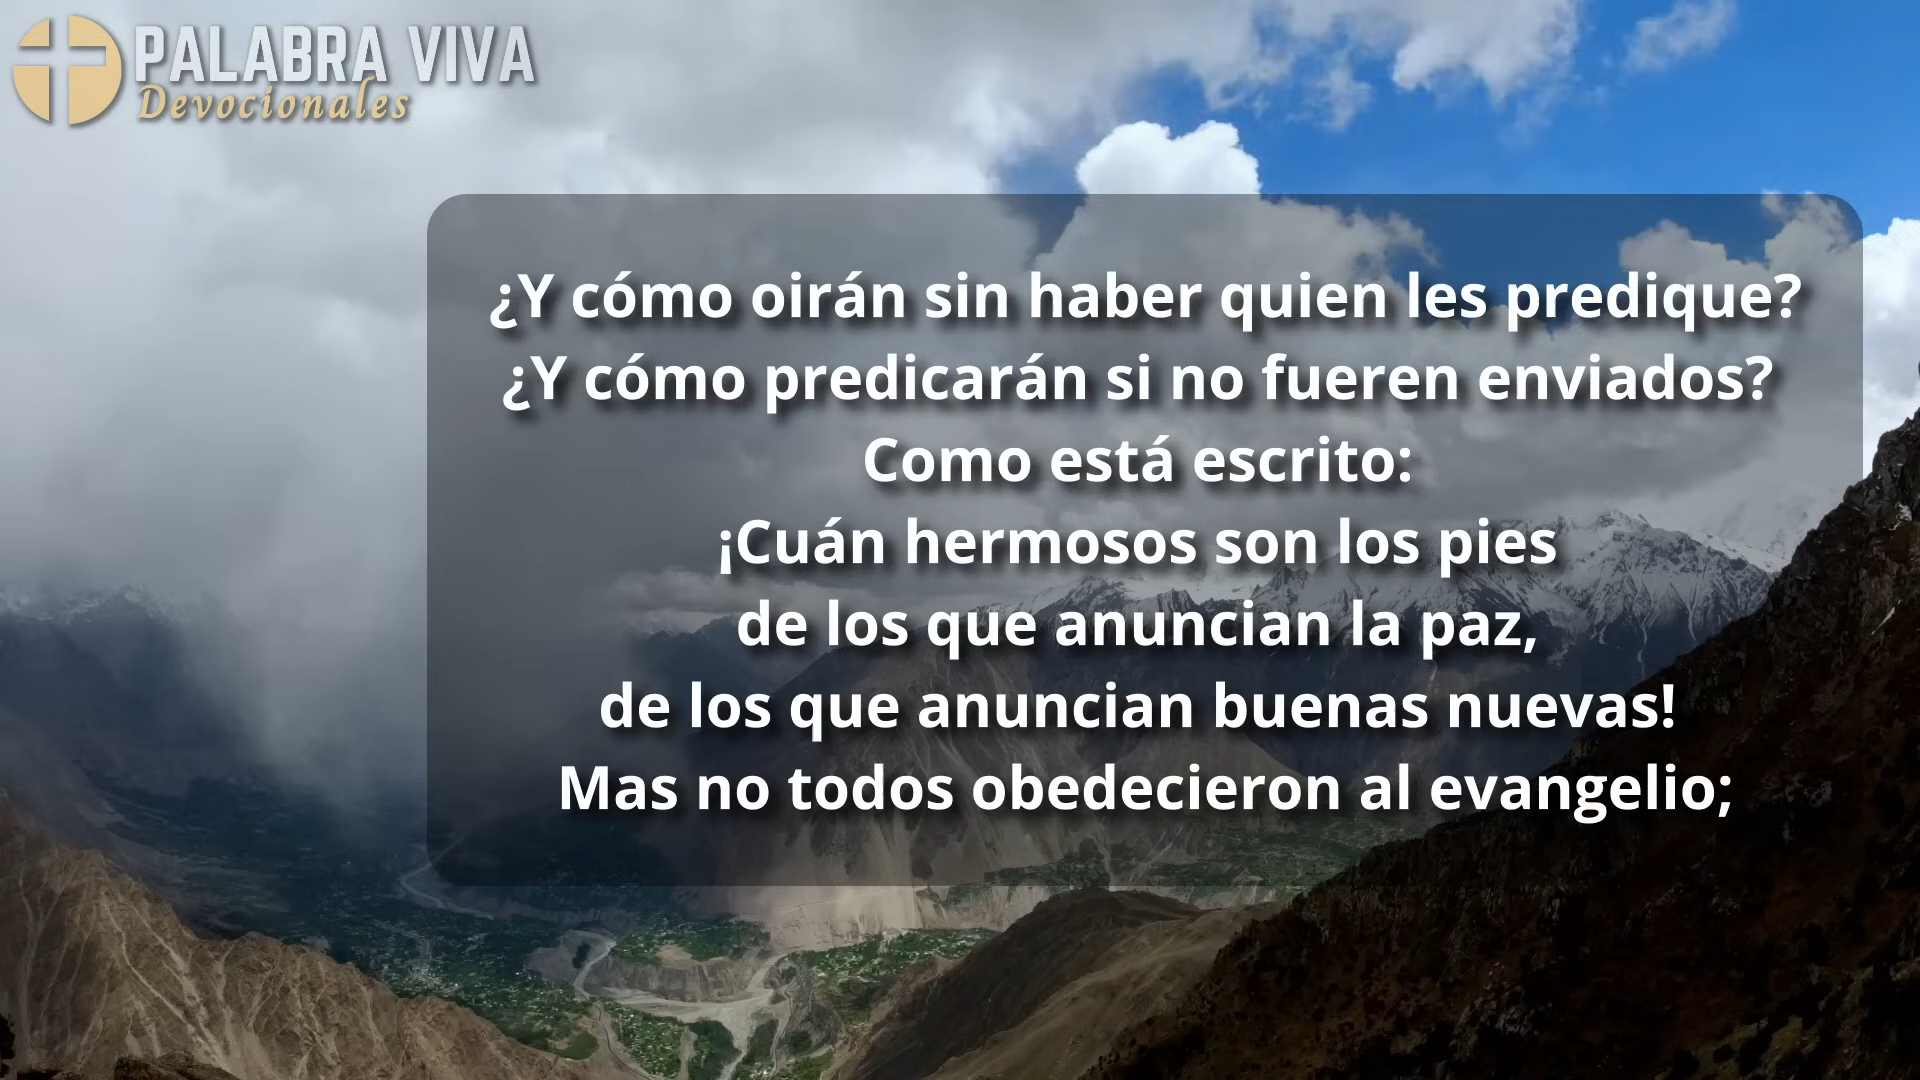 PALABRA VIVA
Devocionales
¿Y cómo oirán sin haber quien les predique?
¿Y cómo predicarán si no fueren enviados?
Como está escrito:
¡Cuán hermosos son los pies
de los que anuncian la paz,
de los que anuncian buenas nuevas!
Mas no todos obedecieron al evangelio;